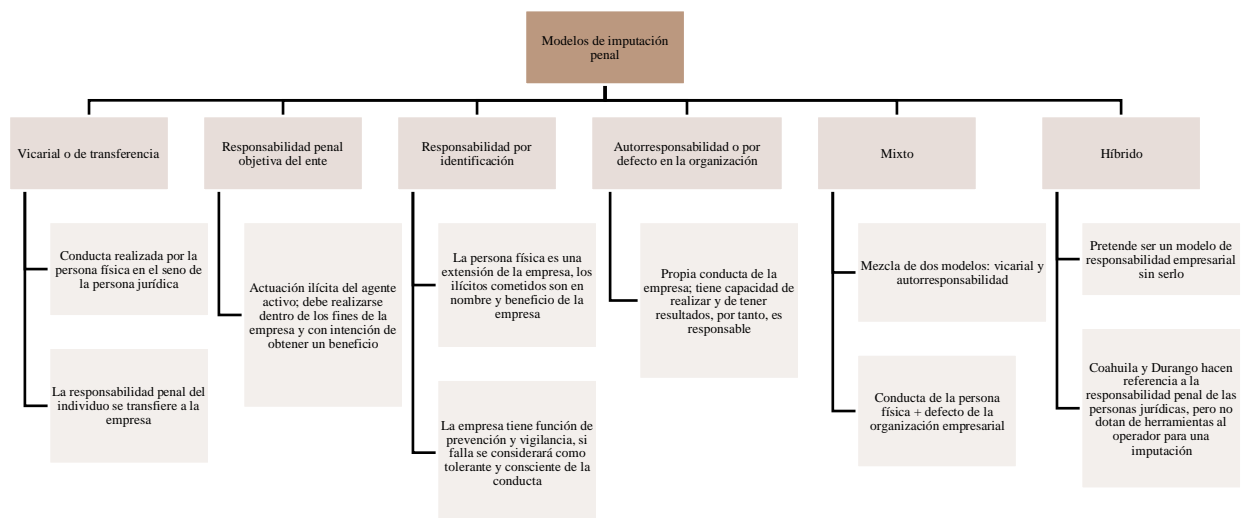 Modelos de imputación
penal
Vicarial o de transferencia
Conducta realizada por la
persona física en el seno de
la persona jurídica
La responsabilidad penal del
individuo se transfiere a la
empresa
Responsabilidad penal
objetiva del ente
Actuación ilícita del agente
activo; debe realizarse
dentro de los fines de la
empresa y con intención de
obtener un beneficio
Responsabilidad por
identificación
La persona física es una
extensión de la empresa, los
ilícitos cometidos son en
nombre y beneficio de la
empresa
La empresa tiene función de
prevención y vigilancia, si
falla se considerará como
tolerante y consciente de la
conducta
Autorresponsabilidad o por
defecto en la organización
Propia conducta de la
empresa; tiene capacidad de
realizar y de tener
resultados, por tanto, es
responsable
Mixto
Mezcla de dos modelos: vicarial y
autorresponsabilidad
Conducta de la persona
física + defecto de la
organización empresarial
Híbrido
Pretende ser un modelo de
responsabilidad empresarial
sin serlo
Coahuila y Durango hacen
referencia a la
responsabilidad penal de las
personas jurídicas, pero no
dotan de herramientas al
operador para una
imputación